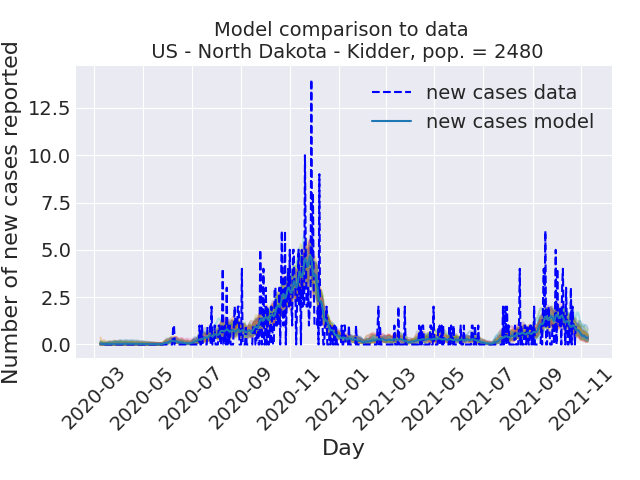 Model comparison to data
US - North Dakota - Kidder, pop. = 2480
Number of new cases reported
12.5
10.0
7.5
5.0
2.5
0.0
new cases data
new cases model
2020-03
2020-05
2020-07
2020-09
2020-11
2021-01
2021-03
2021-05
2021-07
2021-09
2021-11
Day